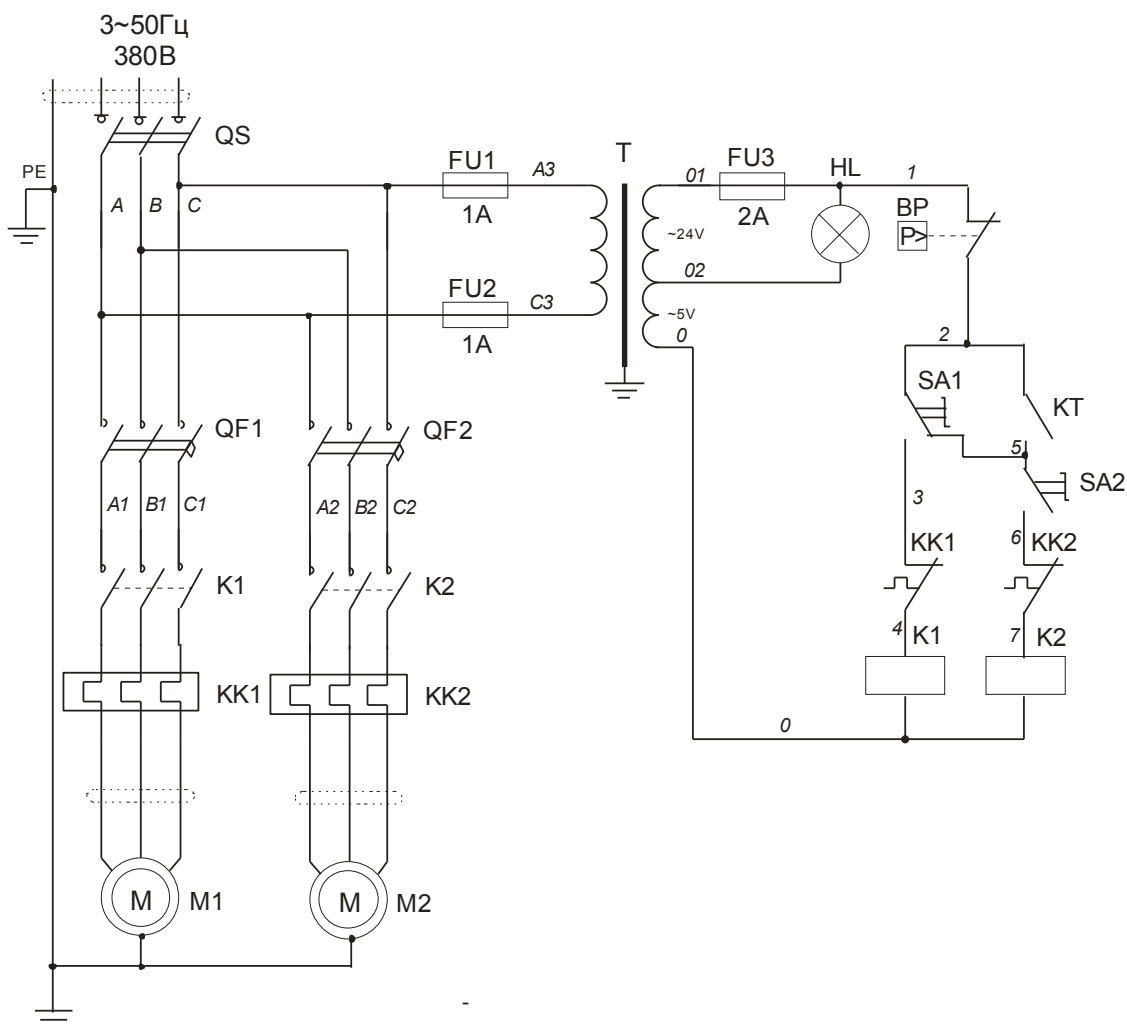 3~50Гц
380В
QS
PE
A
B
C
FU1
1A
A3
T
01
FU3
2A
HL
1
BP
P>
~24V
02
FU2
1A
C3
~5V
0
2
SA1
KT
QF1
QF2
5
SA2
A1
B1
C1
A2
B2
C2
3
6
KK1
KK2
K1
K2
4
K1
7
K2
KK1
KK2
0
M
M1
M
M2
-